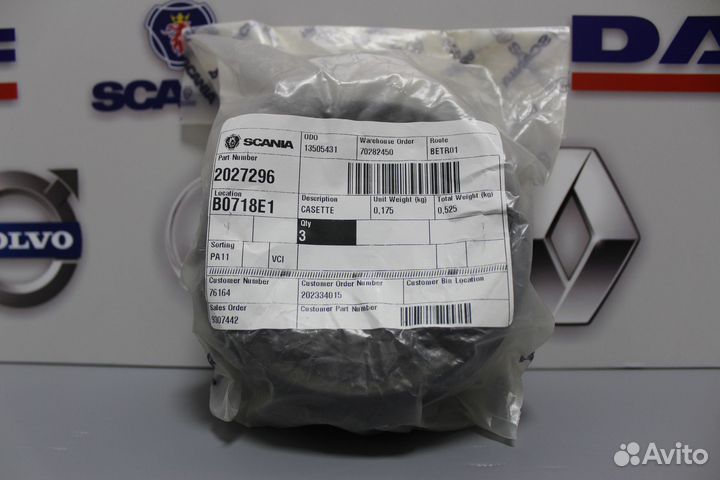 SCANIA
SCANIA
DAF
VOLVO
SCANIA
ODO
13505431
Warehouse Order
70282450
Route
BETR01
Part Number
2027296
Location
B0718E1
Description
CASETTE
Unit Weight (kg)
0,175
Total Weight (kg)
0,525
Qty
3
Sorting
PA11
VCI
Customer Number
76164
Customer Order Number
202334015
Customer Bin Location
Sales Order
9007442
Customer Part Number
Avito